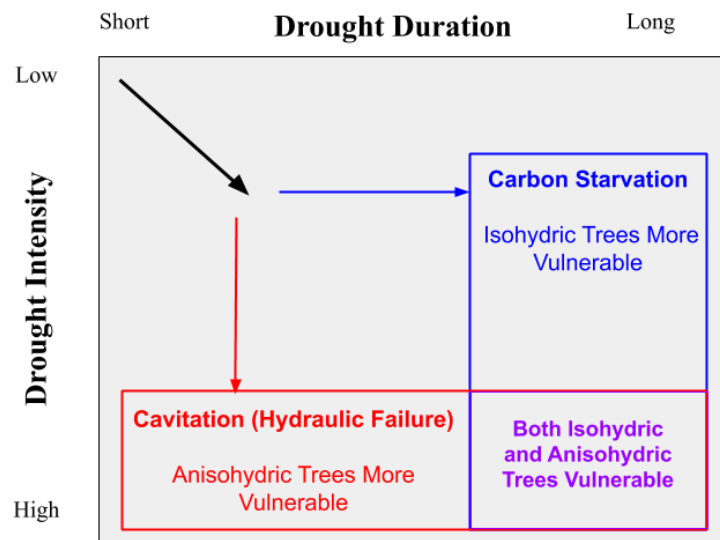 Short
Drought Duration
Long
Low
Drought Intensity
High
Carbon Starvation
Isohydric Trees More
Vulnerable
Cavitation (Hydraulic Failure)
Anisohydric Trees More
Vulnerable
Both Isohydric
and Anisohydric
Trees Vulnerable